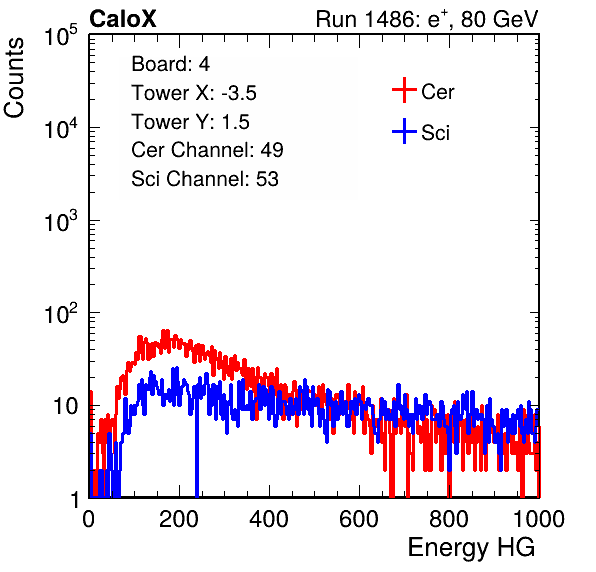 CaloX Run 1486: e⁺, 80 GeV
Counts
10⁵
10⁴
10³
10²
10
1
Board: 4
Tower X: -3.5
Tower Y: 1.5
Cer Channel: 49
Sci Channel: 53
Cer
Sci
0 200 400 600 800 1000
Energy HG